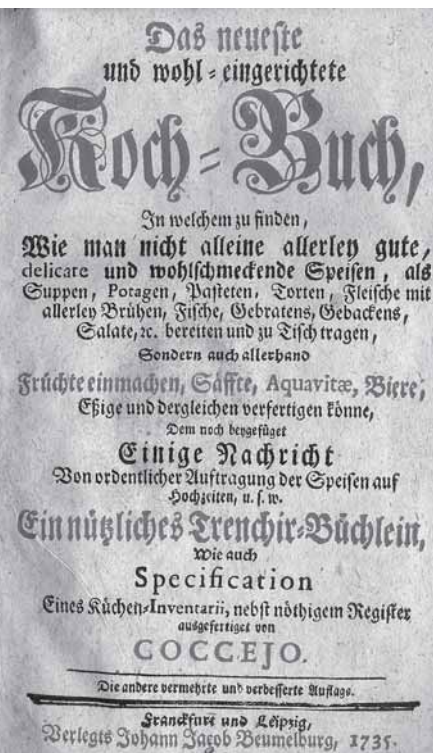 Das neueste
und wohl-eingerichtete
Koch-Buch,
In welchem zu finden,
Wie man nicht alleine allerley gute,
delicate und wohlschmeckende Speisen, als
Suppen, Potagen, Pasteten, Torten, Fleische mit
allerley Brühen, Fische, Gebratens, Gebackens,
Salate, ꝛc. bereiten und zu Tisch tragen,
Sondern auch allerhand
Früchte einmachen, Säffte, Aquavitæ, Biere,
Eßige und dergleichen verfertigen könne,
Dem noch beygefüget
Einige Nachricht
Von ordentlicher Auftragung der Speisen auf
Hochzeiten, u. s. w.
Ein nützliches Trenchir-Büchlein,
Wie auch
Specification
Eines Küchen-Inventarii, nebst nöthigem Register
ausgefertiget von
COCCEJO.
Die andere vermehrte und verbesserte Auflage.
Franckfurt und Leipzig,
Verlegts Johann Jacob Beumelburg, 1735.